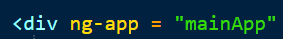 <div ng-app = "mainApp"